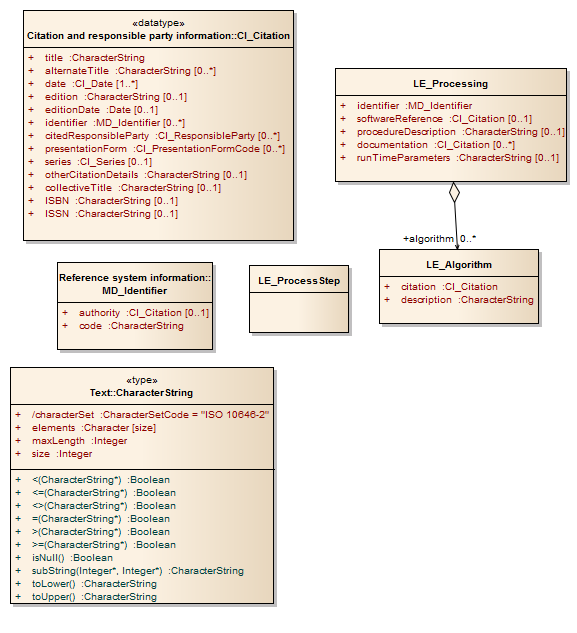 «datatype»
Citation and responsible party information::CI_Citation
+ title :CharacterString
+ alternateTitle :CharacterString [0..*]
+ date :CI_Date [1..*]
+ edition :CharacterString [0..1]
+ editionDate :Date [0..1]
+ identifier :MD_Identifier [0..*]
+ citedResponsibleParty :CI_ResponsibleParty [0..*]
+ presentationForm :CI_PresentationFormCode [0..*]
+ series :CI_Series [0..1]
+ otherCitationDetails :CharacterString [0..1]
+ collectiveTitle :CharacterString [0..1]
+ ISBN :CharacterString [0..1]
+ ISSN :CharacterString [0..1]
LE_Processing
+ identifier :MD_Identifier
+ softwareReference :CI_Citation [0..1]
+ procedureDescription :CharacterString [0..1]
+ documentation :CI_Citation [0..*]
+ runTimeParameters :CharacterString [0..1]
+algorithm 0..*
LE_Algorithm
+ citation :CI_Citation
+ description :CharacterString
Reference system information::
MD_Identifier
+ authority :CI_Citation [0..1]
+ code :CharacterString
LE_ProcessStep
«type»
Text::CharacterString
+ /characterSet :CharacterSetCode = "ISO 10646-2"
+ elements :Character [size]
+ maxLength :Integer
+ size :Integer
+ <(CharacterString*) :Boolean
+ <=(CharacterString*) :Boolean
+ <>(CharacterString*) :Boolean
+ =(CharacterString*) :Boolean
+ >(CharacterString*) :Boolean
+ >=(CharacterString*) :Boolean
+ isNull() :Boolean
+ subString(Integer*, Integer*) :CharacterString
+ toLower() :CharacterString
+ toUpper() :CharacterString